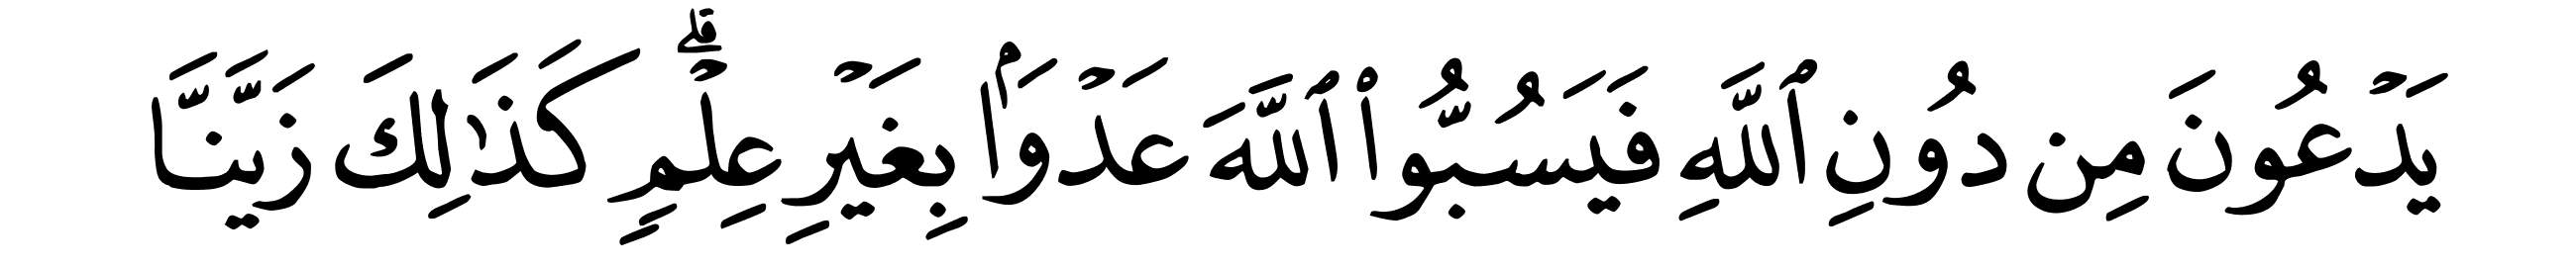 يَدۡعُونَ مِن دُونِ ٱللَّهِ فَيَسُبُّواْ ٱللَّهَ عَدۡوَۢا بِغَيۡرِ عِلۡمٖۗ كَذَٰلِكَ زَيَّنَّا